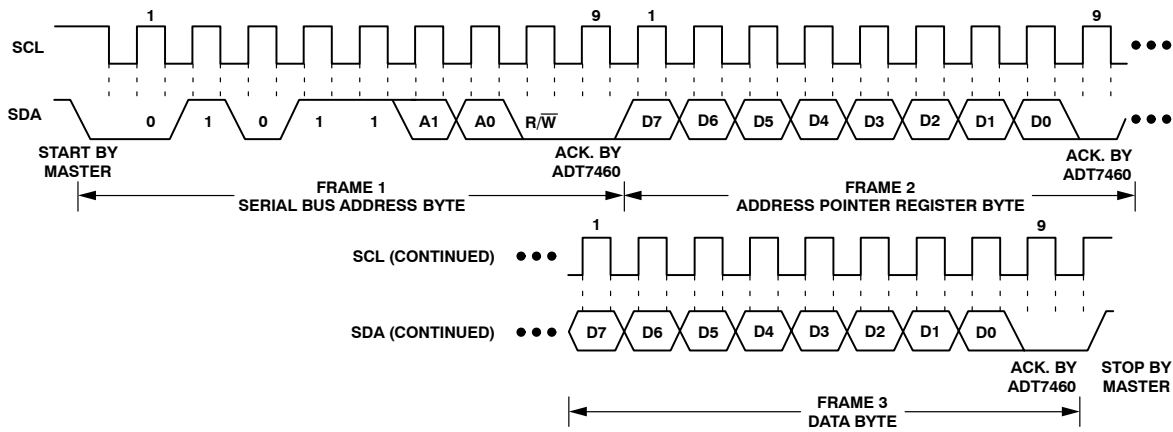 1 9 1 9
SCL
SDA 0 1 0 1 1 A1 A0 R/W̅ D7 D6 D5 D4 D3 D2 D1 D0
START BY
MASTER
ACK. BY
ADT7460
ACK. BY
ADT7460
FRAME 1
SERIAL BUS ADDRESS BYTE
FRAME 2
ADDRESS POINTER REGISTER BYTE
1 9
SCL (CONTINUED)
SDA (CONTINUED) D7 D6 D5 D4 D3 D2 D1 D0
ACK. BY
ADT7460
STOP BY
MASTER
FRAME 3
DATA BYTE